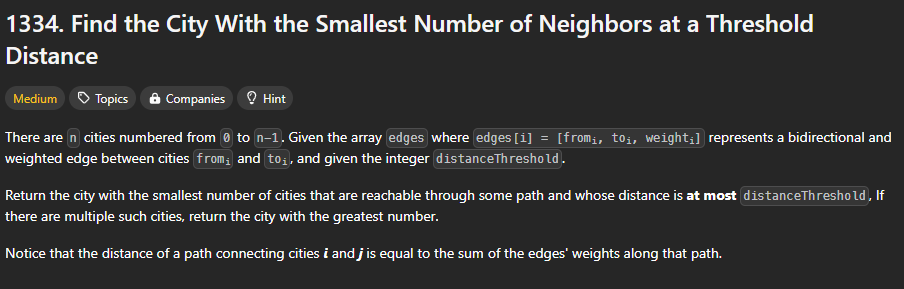 1334. Find the City With the Smallest Number of Neighbors at a Threshold
Distance
Medium Topics Companies Hint
There are n cities numbered from 0 to n-1. Given the array edges where edges[i] = [fromᵢ, toᵢ, weightᵢ] represents a bidirectional and
weighted edge between cities fromᵢ and toᵢ, and given the integer distanceThreshold.
Return the city with the smallest number of cities that are reachable through some path and whose distance is at most distanceThreshold, If
there are multiple such cities, return the city with the greatest number.
Notice that the distance of a path connecting cities i and j is equal to the sum of the edges' weights along that path.